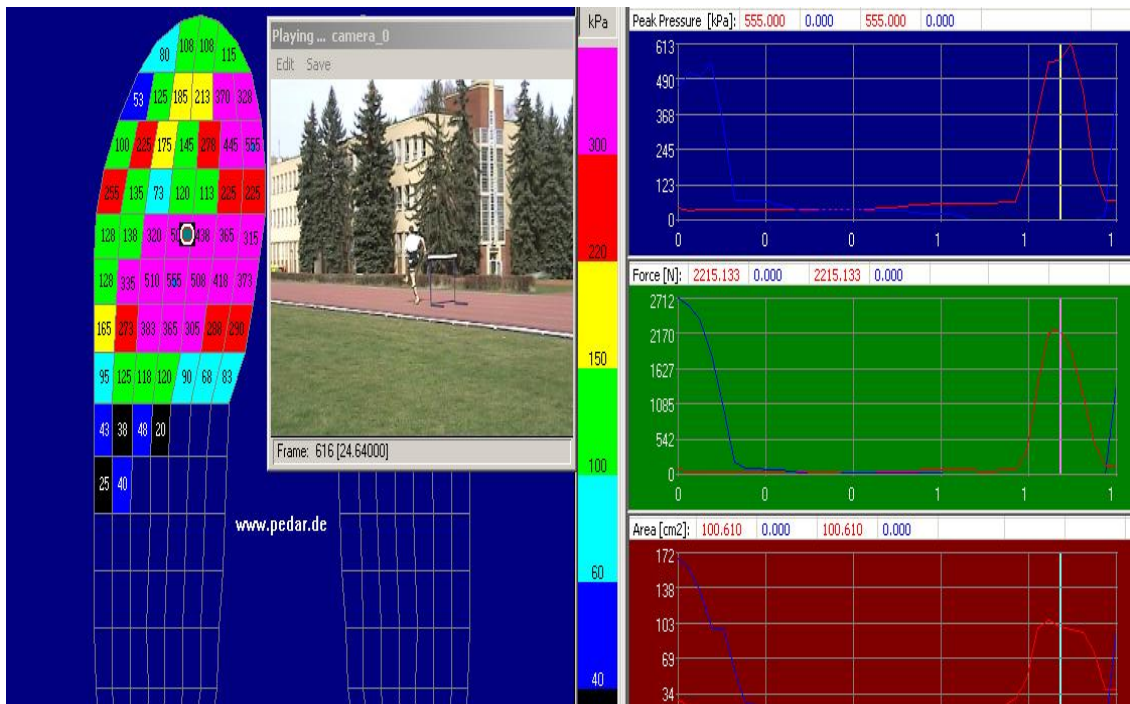 80 108 108 115
53 125 185 213 370 328
100 225 175 145 278 445 555
255 135 73 120 113 225 225
128 138 320 438 365 315
128 335 510 555 508 418 373
165 273 383 365 305 288 290
95 125 118 120 90 68 83
43 38 48 20
25 40
www.pedar.de
Playing ... camera_0
Edit Save
Frame: 616 [24.64000]
kPa
300
220
150
100
60
40
Peak Pressure [kPa]: 555.000 0.000 555.000 0.000
613
490
368
245
123
0
0 0 0 1 1 1
Force [N]: 2215.133 0.000 2215.133 0.000
2712
2170
1627
1085
542
0
0 0 0 1 1 1
Area [cm2]: 100.610 0.000 100.610 0.000
172
138
103
69
34